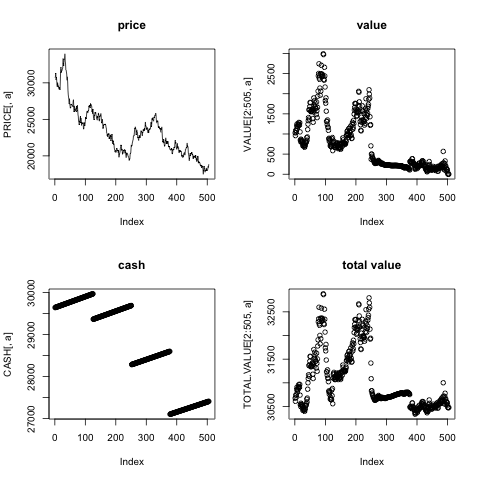 price
PRICE[, a]
20000 25000 30000
0 100 200 300 400 500
Index
value
VALUE[2:505, a]
0 500 1500 2500
0 100 200 300 400 500
Index
cash
CASH[, a]
27000 28000 29000 30000
0 100 200 300 400 500
Index
total value
TOTAL.VALUE[2:505, a]
30500 31500 32500
0 100 200 300 400 500
Index